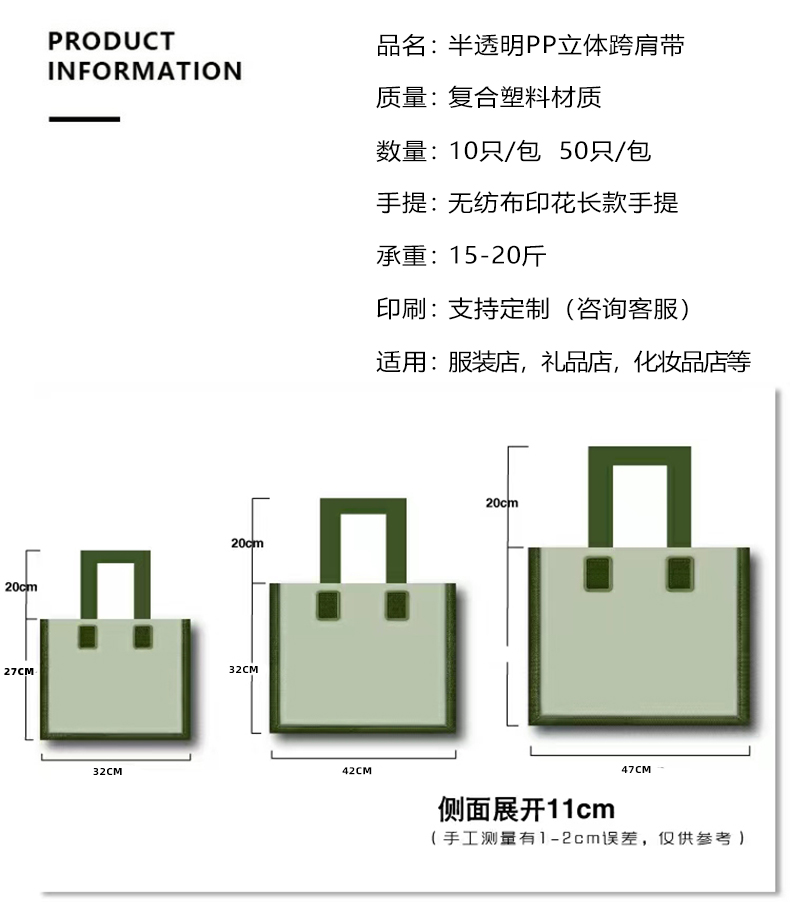 PRODUCT
INFORMATION
品名：半透明PP立体跨肩带
质量：复合塑料材质
数量：10只/包 50只/包
手提：无纺布印花长款手提
承重：15-20斤
印刷：支持定制（咨询客服）
适用：服装店，礼品店，化妆品店等
20cm
27CM
32CM
20cm
32CM
42CM
20cm
47CM
侧面展开11cm
（手工测量有1-2cm误差，仅供参考）